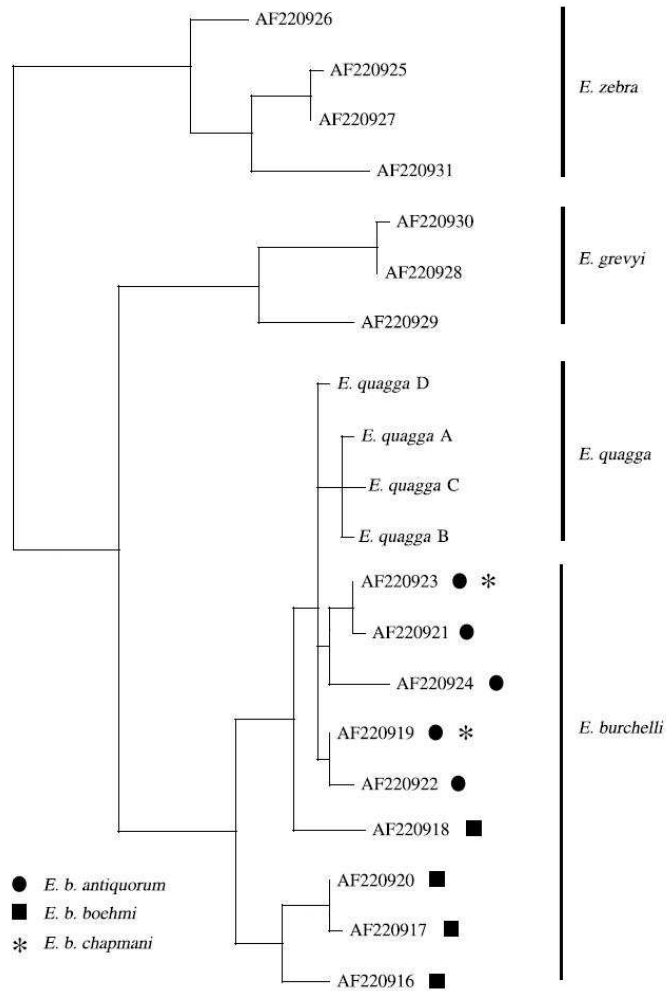 AF220926
AF220925
E. zebra
AF220927
AF220931
AF220930
E. grevyi
AF220928
AF220929
E. quagga D
E. quagga A
E. quagga
E. quagga C
E. quagga B
AF220923 ● *
AF220921 ●
AF220924 ●
E. burchelli
AF220919 ● *
AF220922 ●
AF220918 ■
AF220920 ■
AF220917 ■
AF220916 ■
● E. b. antiquorum
■ E. b. boehmi
* E. b. chapmani